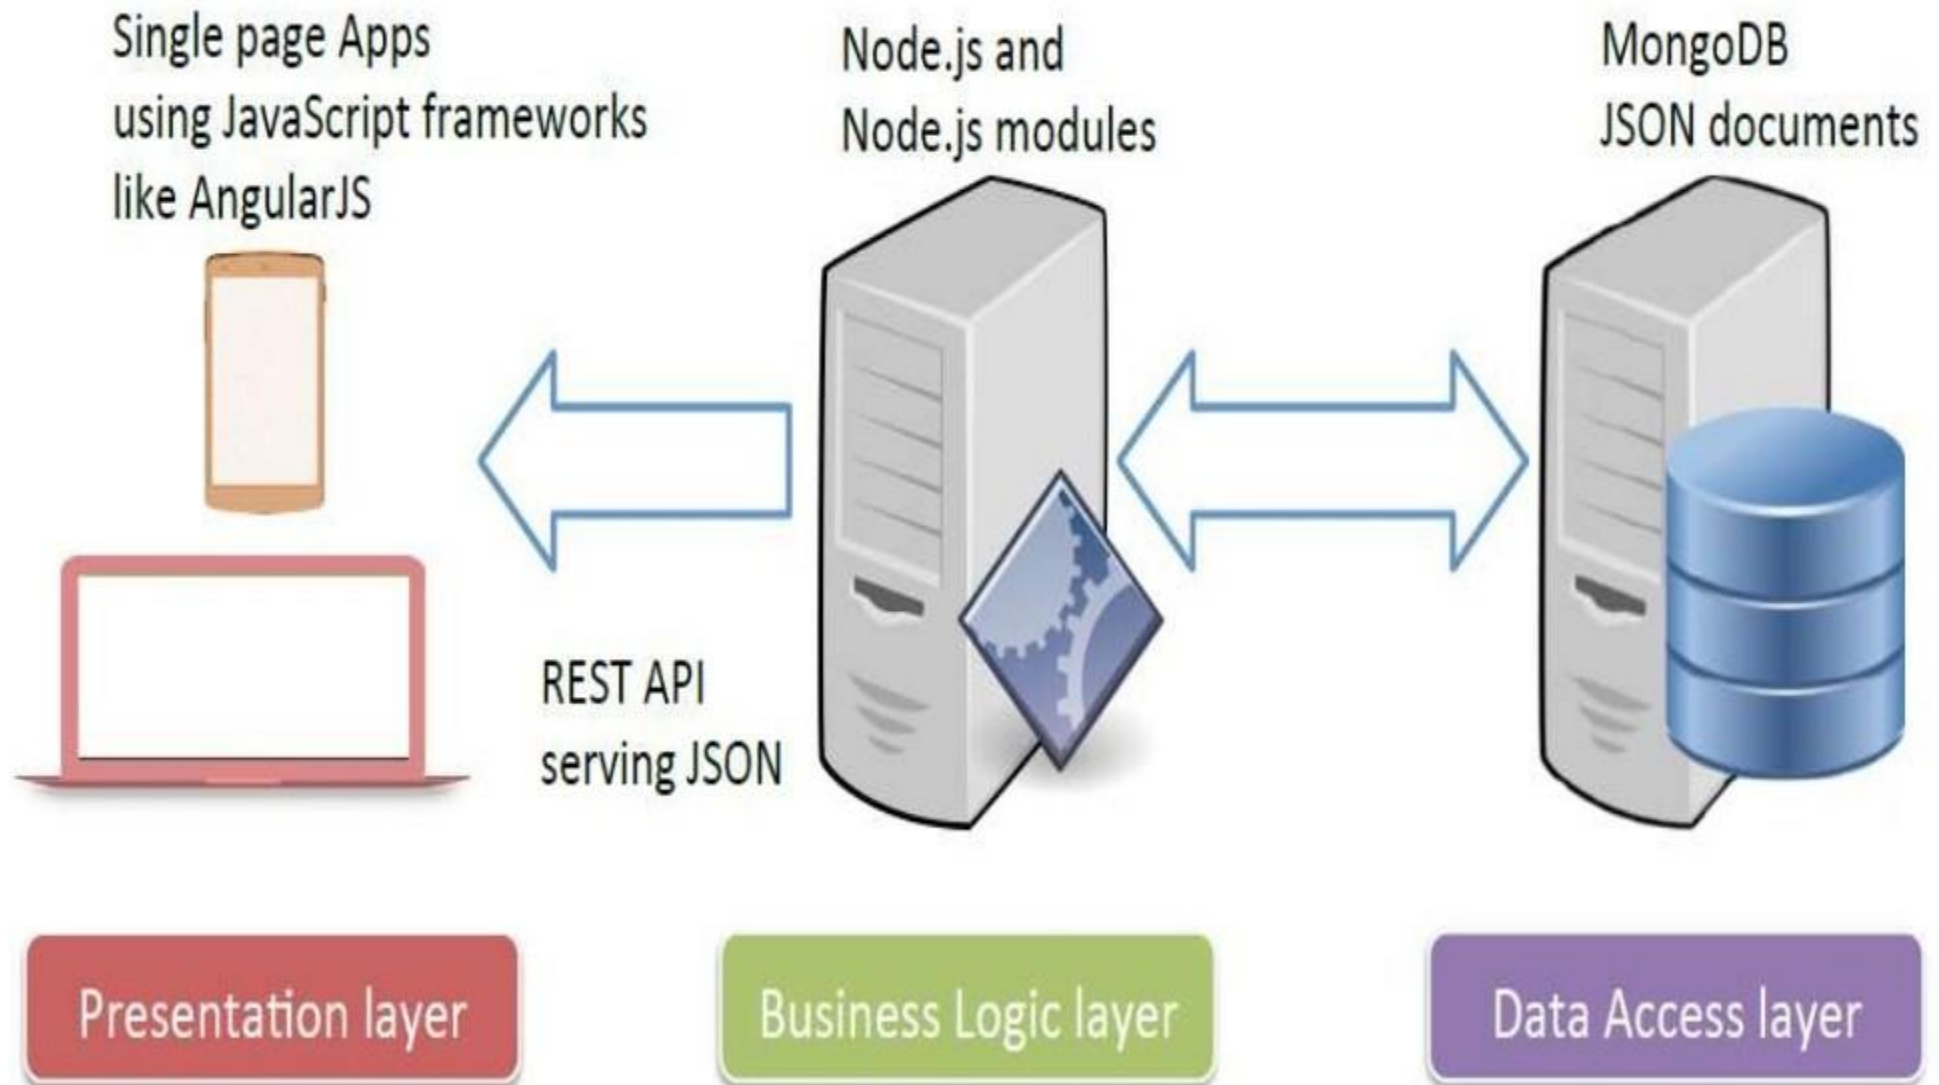 Single page Apps
using JavaScript frameworks
like AngularJS
Node.js and
Node.js modules
MongoDB
JSON documents
REST API
serving JSON
Presentation layer
Business Logic layer
Data Access layer